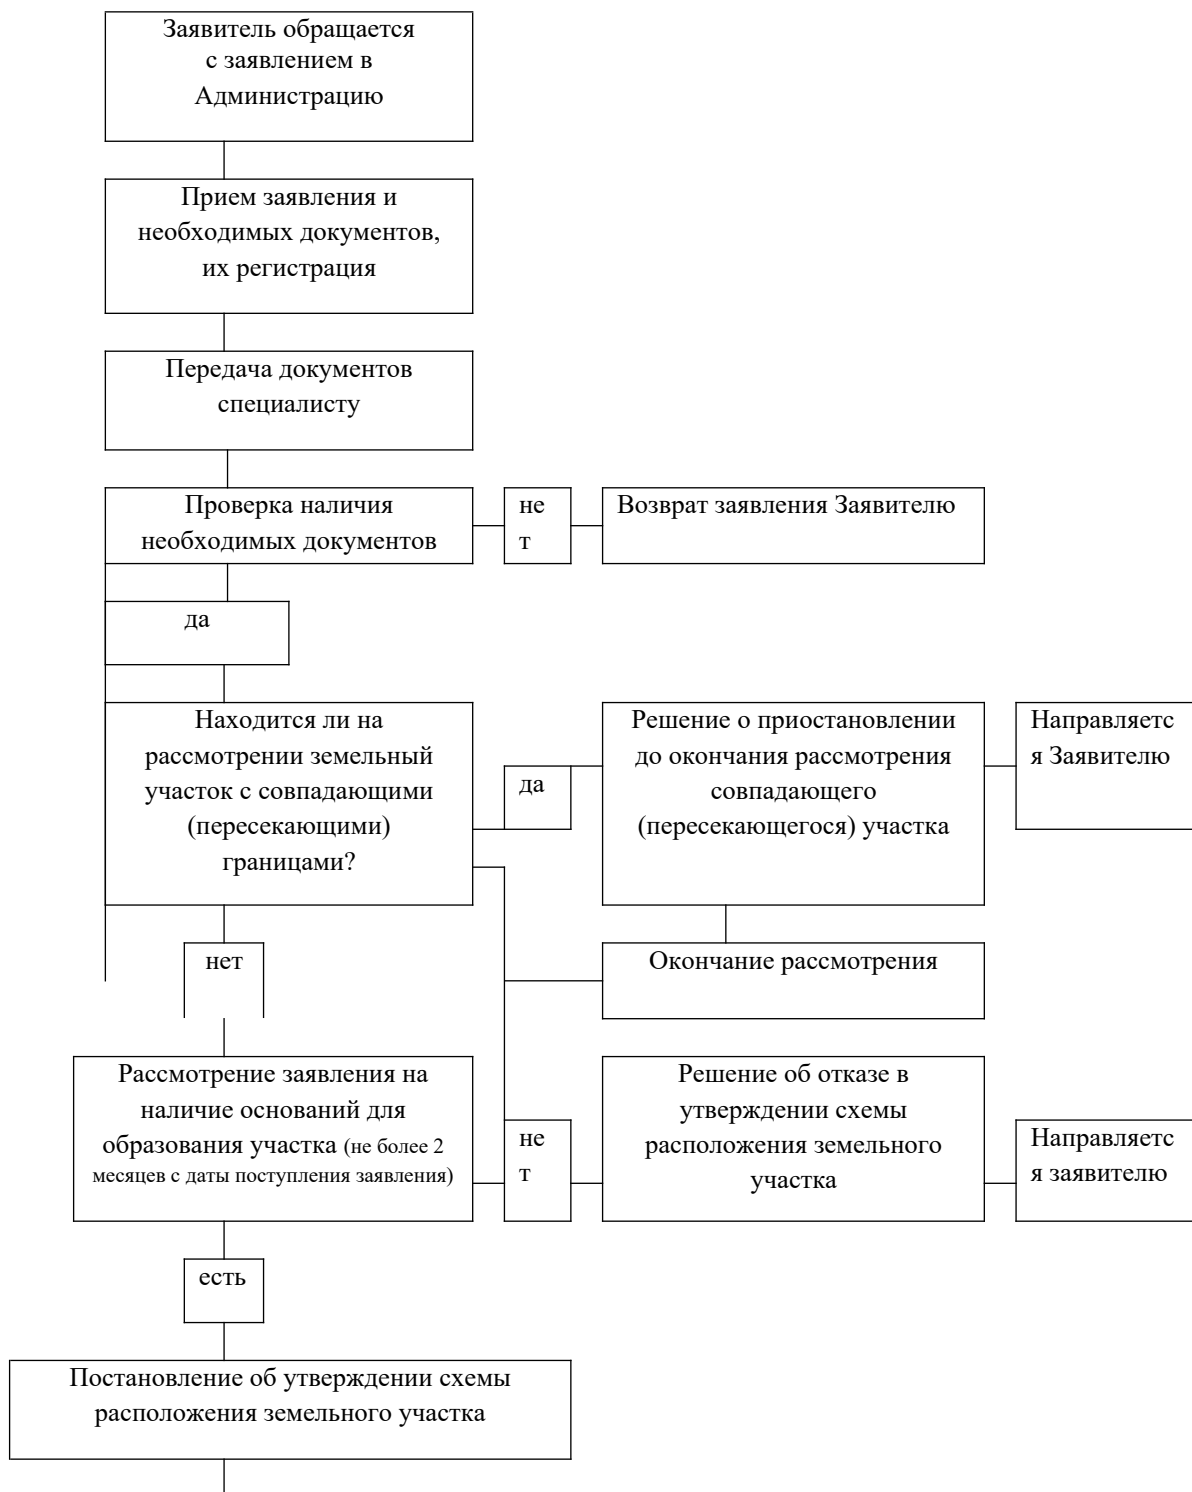 Заявитель обращается
с заявлением в
Администрацию
Прием заявления и
необходимых документов,
их регистрация
Передача документов
специалисту
Проверка наличия
необходимых документов
не
т
Возврат заявления Заявителю
да
Находится ли на
рассмотрении земельный
участок с совпадающими
(пересекающими)
границами?
да
Решение о приостановлении
до окончания рассмотрения
совпадающего
(пересекающегося) участка
Направляетс
я Заявителю
нет
Окончание рассмотрения
Рассмотрение заявления на
наличие оснований для
образования участка (не более 2
месяцев с даты поступления заявления)
не
т
Решение об отказе в
утверждении схемы
расположения земельного
участка
Направляетс
я заявителю
есть
Постановление об утверждении схемы
расположения земельного участка